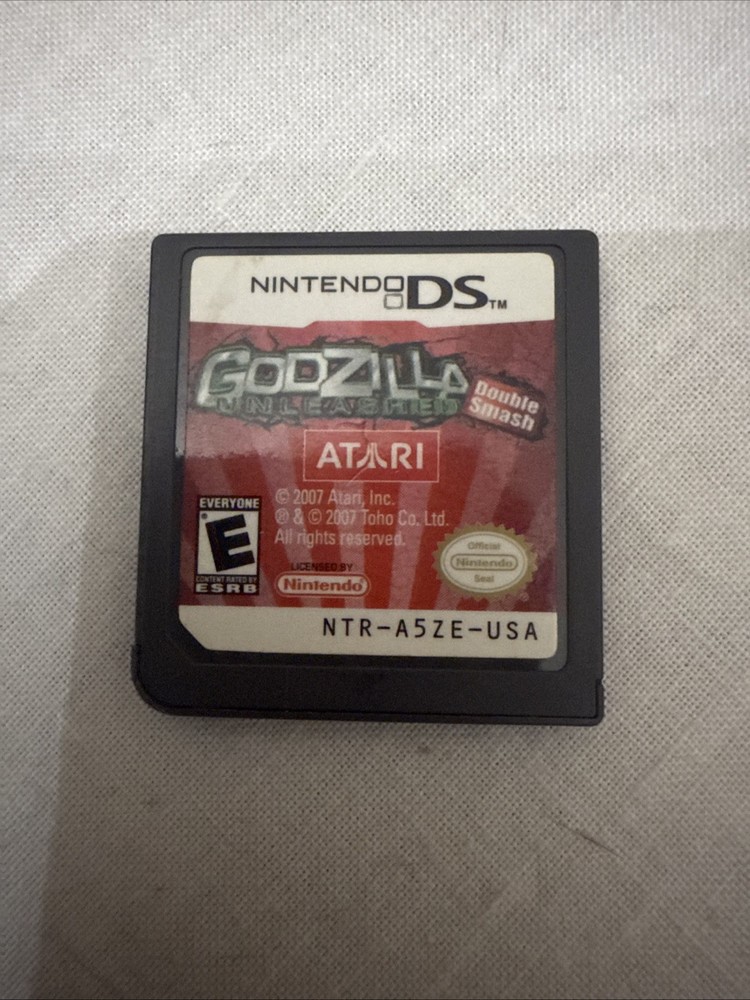 NINTENDO DS™
GODZILLA
UNLEASHED
Double
Smash
ATARI
© 2007 Atari, Inc.
® & © 2007 Toho Co. Ltd.
All rights reserved.
EVERYONE
E
CONTENT RATED BY
ESRB
LICENSED BY
Nintendo
Official
Nintendo
Seal
NTR-A5ZE-USA